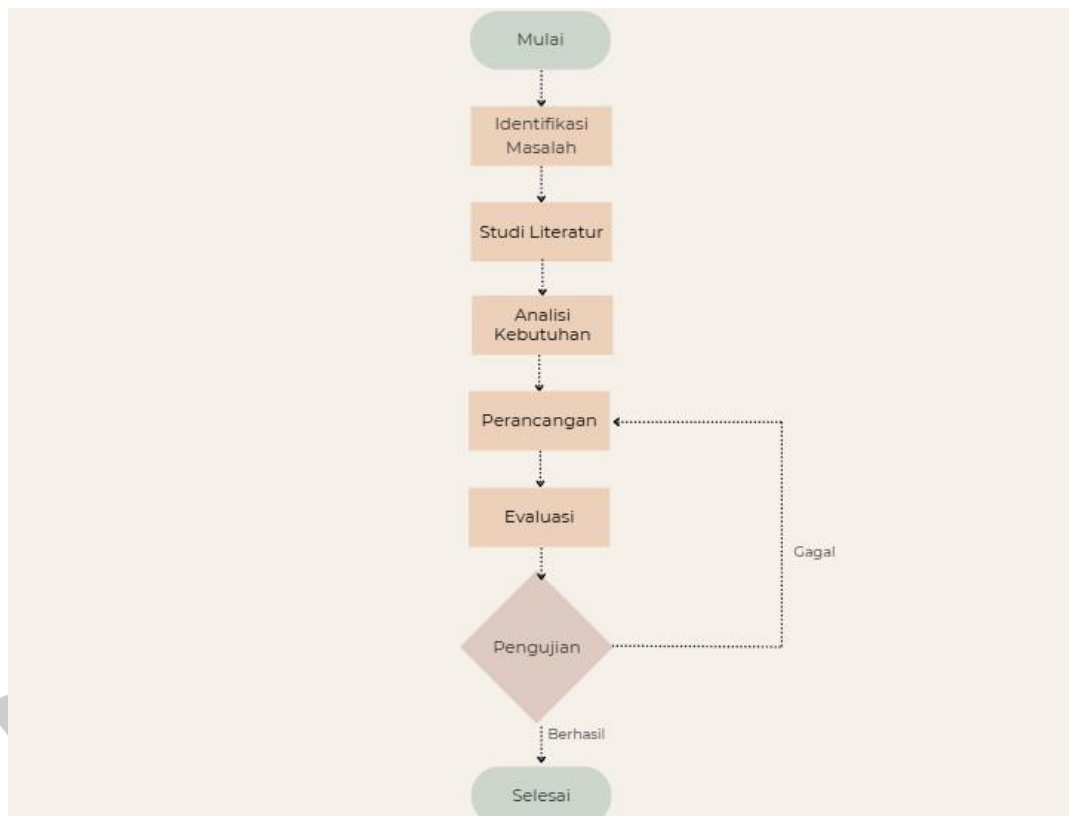 Mulai
Identifikasi
Masalah
Studi Literatur
Analisi
Kebutuhan
Perancangan
Evaluasi
Gagal
Pengujian
Berhasil
Selesai